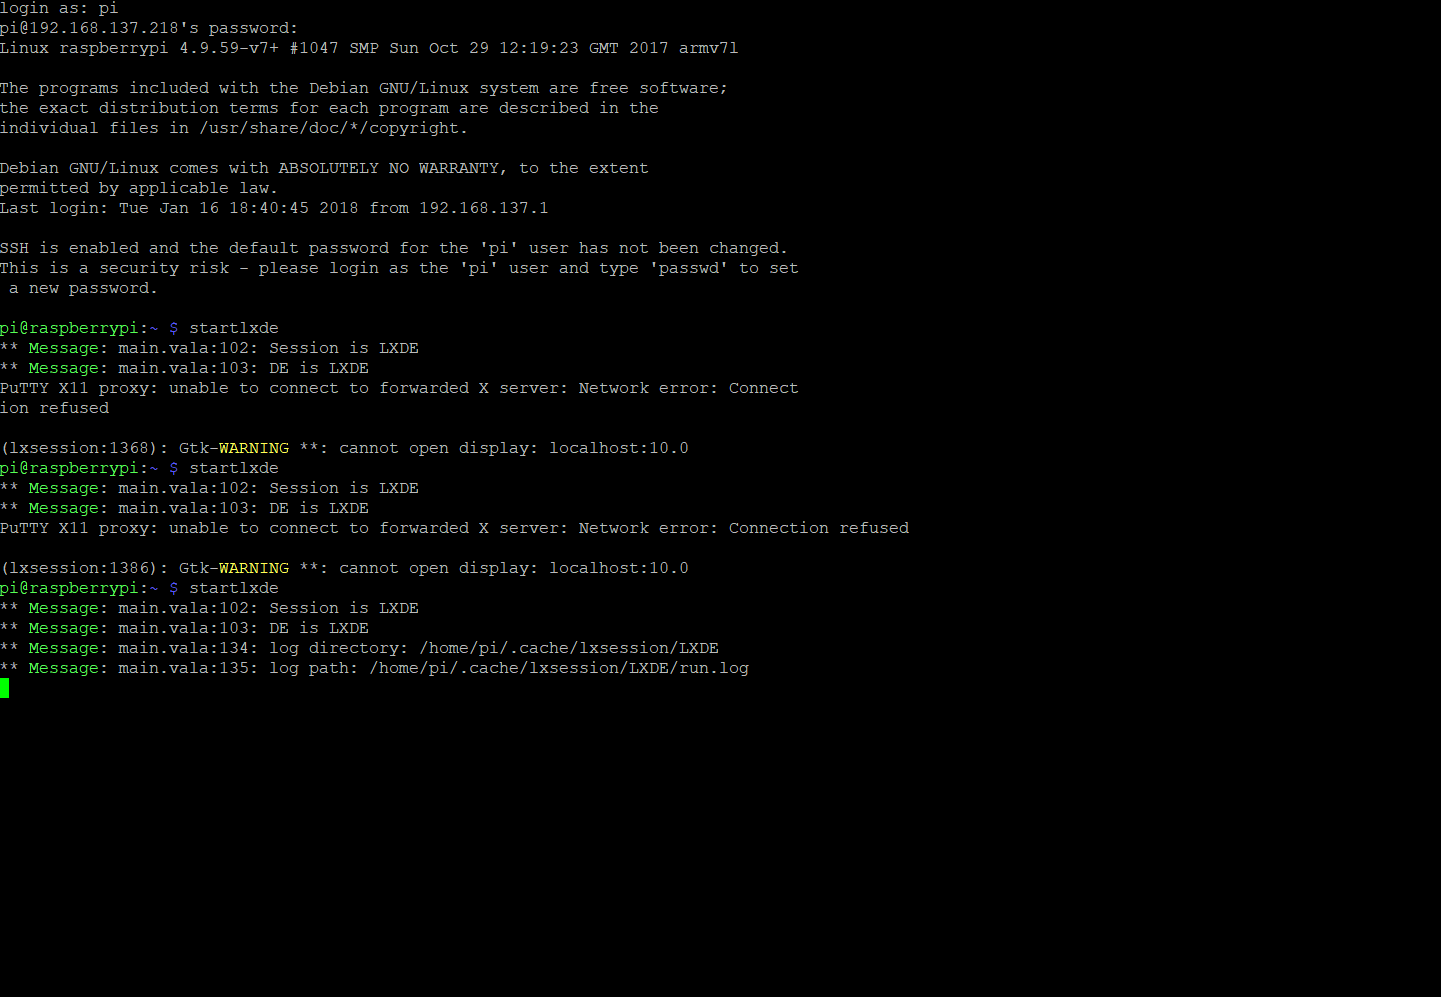 login as: pi
pi@192.168.137.218's password:
Linux raspberrypi 4.9.59-v7+ #1047 SMP Sun Oct 29 12:19:23 GMT 2017 armv7l
The programs included with the Debian GNU/Linux system are free software;
the exact distribution terms for each program are described in the
individual files in /usr/share/doc/*/copyright.
Debian GNU/Linux comes with ABSOLUTELY NO WARRANTY, to the extent
permitted by applicable law.
Last login: Tue Jan 16 18:40:45 2018 from 192.168.137.1
SSH is enabled and the default password for the 'pi' user has not been changed.
This is a security risk - please login as the 'pi' user and type 'passwd' to set
 a new password.
pi@raspberrypi:~ $ startlxde
** Message: main.vala:102: Session is LXDE
** Message: main.vala:103: DE is LXDE
PuTTY X11 proxy: unable to connect to forwarded X server: Network error: Connect
ion refused
(lxsession:1368): Gtk-WARNING **: cannot open display: localhost:10.0
pi@raspberrypi:~ $ startlxde
** Message: main.vala:102: Session is LXDE
** Message: main.vala:103: DE is LXDE
PuTTY X11 proxy: unable to connect to forwarded X server: Network error: Connection refused
(lxsession:1386): Gtk-WARNING **: cannot open display: localhost:10.0
pi@raspberrypi:~ $ startlxde
** Message: main.vala:102: Session is LXDE
** Message: main.vala:103: DE is LXDE
** Message: main.vala:134: log directory: /home/pi/.cache/lxsession/LXDE
** Message: main.vala:135: log path: /home/pi/.cache/lxsession/LXDE/run.log